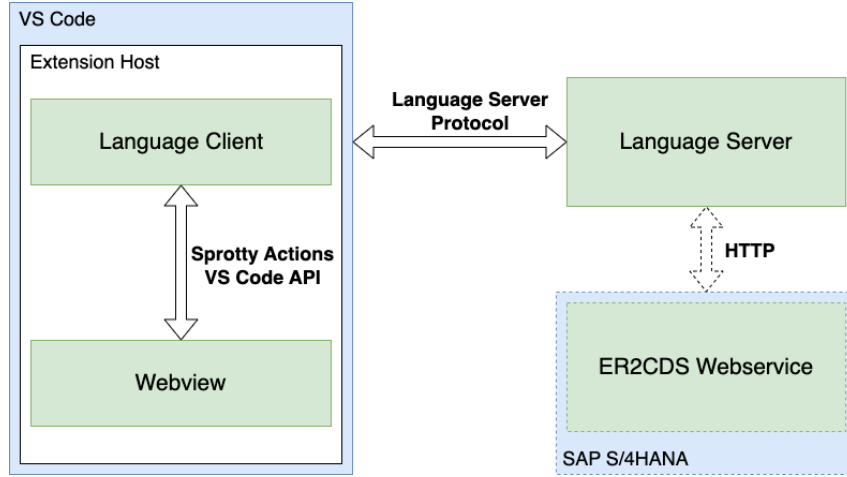 VS Code
Extension Host
Language Client
Sprotty Actions
VS Code API
Webview
Language Server
Protocol
Language Server
HTTP
ER2CDS Webservice
SAP S/4HANA